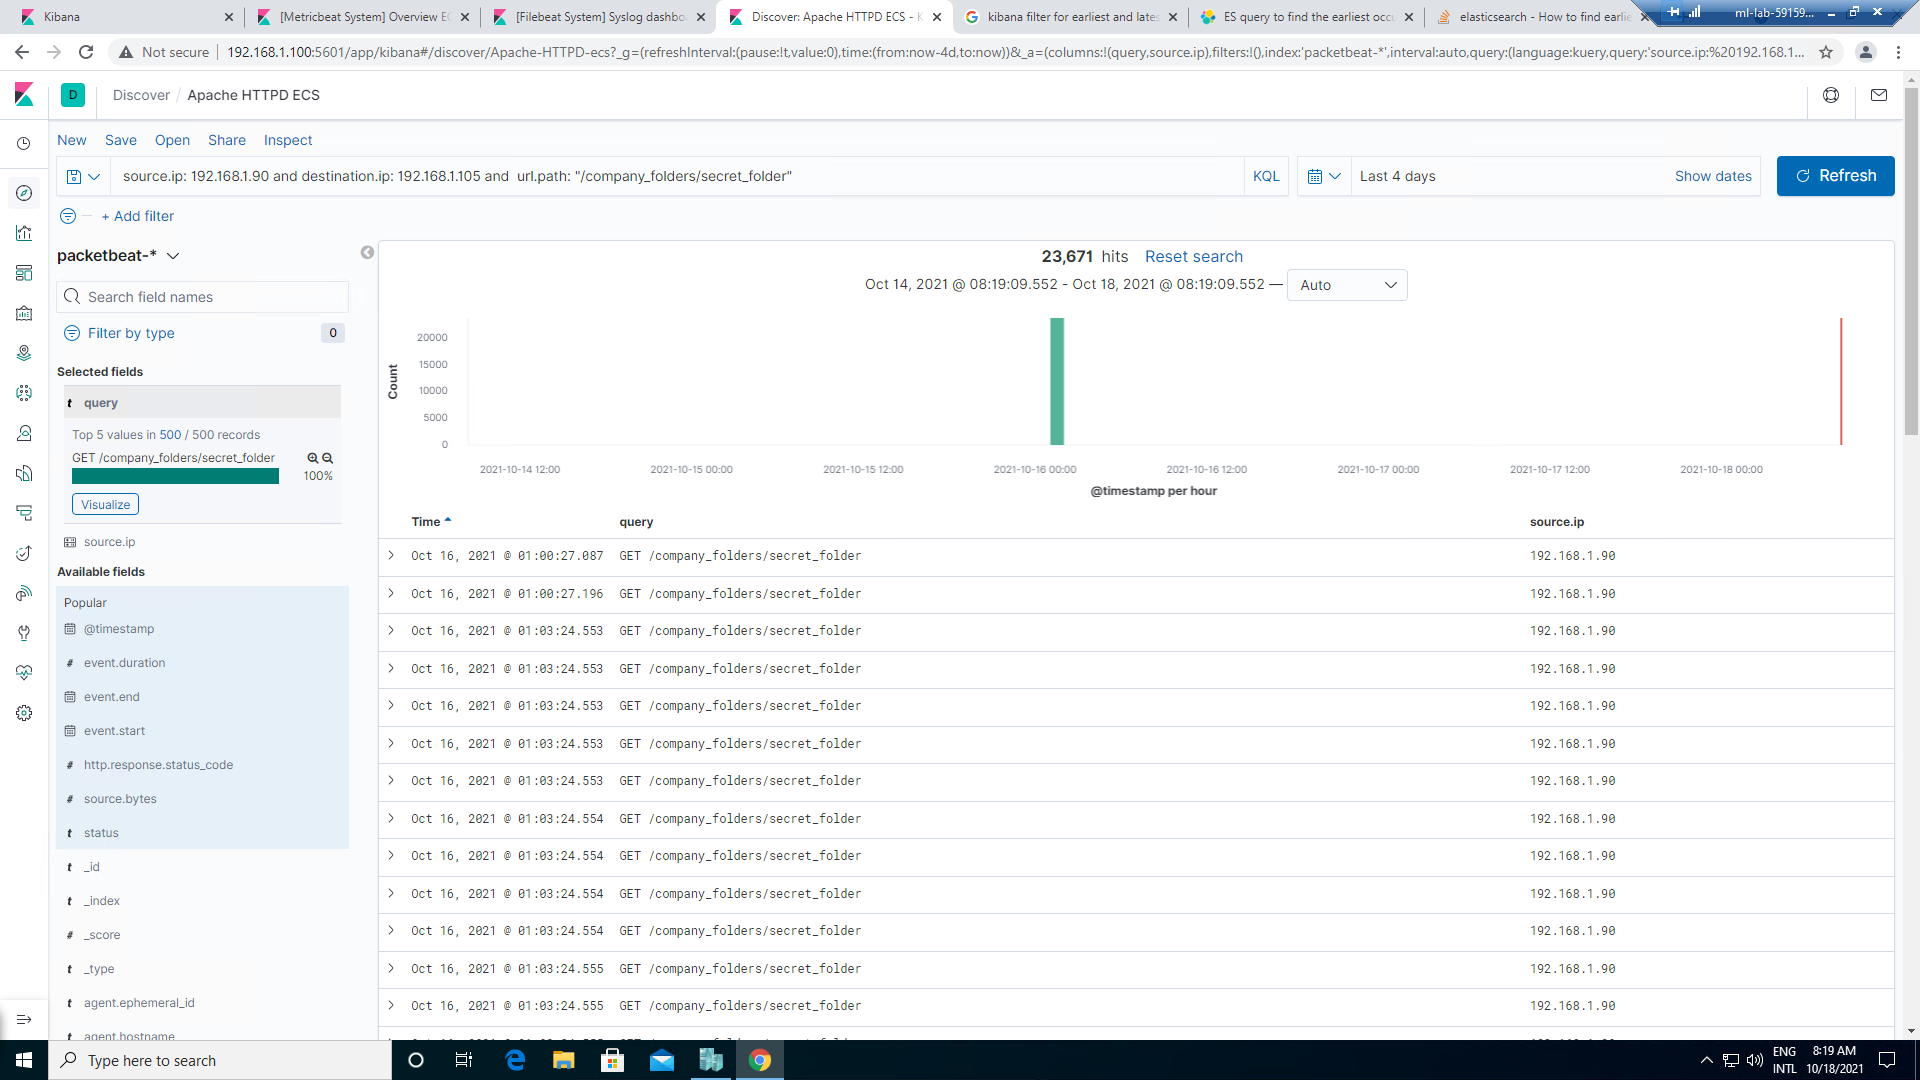 Kibana
[Metricbeat System] Overview EC
[Filebeat System] Syslog dashbo
Discover: Apache HTTPD ECS - K
kibana filter for earliest and late
ES query to find the earliest occu
elasticsearch - How to find earlie
ml-lab-59159...
Not secure
192.168.1.100:5601/app/kibana#/discover/Apache-HTTPD-ecs?_g=(refreshInterval:(pause:!t,value:0),time:(from:now-4d,to:now))&_a=(columns:!(query,source.ip),filters:!(),index:'packetbeat-*',interval:auto,query:(language:kuery,query:'source.ip:%20192.168.1...
D
Discover / Apache HTTPD ECS
New Save Open Share Inspect
source.ip: 192.168.1.90 and destination.ip: 192.168.1.105 and  url.path: "/company_folders/secret_folder"
KQL
Last 4 days
Show dates
Refresh
+ Add filter
packetbeat-*
Search field names
Filter by type 0
Selected fields
t query
Top 5 values in 500 / 500 records
GET /company_folders/secret_folder
100%
Visualize
source.ip
Available fields
Popular
@timestamp
# event.duration
event.end
event.start
# http.response.status_code
# source.bytes
t status
t _id
t _index
# _score
t _type
t agent.ephemeral_id
t agent.hostname
23,671 hits Reset search
Oct 14, 2021 @ 08:19:09.552 - Oct 18, 2021 @ 08:19:09.552 — Auto
Count
20000
15000
10000
5000
0
2021-10-14 12:00 2021-10-15 00:00 2021-10-15 12:00 2021-10-16 00:00 2021-10-16 12:00 2021-10-17 00:00 2021-10-17 12:00 2021-10-18 00:00
@timestamp per hour
Time query source.ip
Oct 16, 2021 @ 01:00:27.087 GET /company_folders/secret_folder 192.168.1.90
Oct 16, 2021 @ 01:00:27.196 GET /company_folders/secret_folder 192.168.1.90
Oct 16, 2021 @ 01:03:24.553 GET /company_folders/secret_folder 192.168.1.90
Oct 16, 2021 @ 01:03:24.553 GET /company_folders/secret_folder 192.168.1.90
Oct 16, 2021 @ 01:03:24.553 GET /company_folders/secret_folder 192.168.1.90
Oct 16, 2021 @ 01:03:24.553 GET /company_folders/secret_folder 192.168.1.90
Oct 16, 2021 @ 01:03:24.553 GET /company_folders/secret_folder 192.168.1.90
Oct 16, 2021 @ 01:03:24.554 GET /company_folders/secret_folder 192.168.1.90
Oct 16, 2021 @ 01:03:24.554 GET /company_folders/secret_folder 192.168.1.90
Oct 16, 2021 @ 01:03:24.554 GET /company_folders/secret_folder 192.168.1.90
Oct 16, 2021 @ 01:03:24.554 GET /company_folders/secret_folder 192.168.1.90
Oct 16, 2021 @ 01:03:24.555 GET /company_folders/secret_folder 192.168.1.90
Oct 16, 2021 @ 01:03:24.555 GET /company_folders/secret_folder 192.168.1.90
Type here to search
ENG
INTL
8:19 AM
10/18/2021